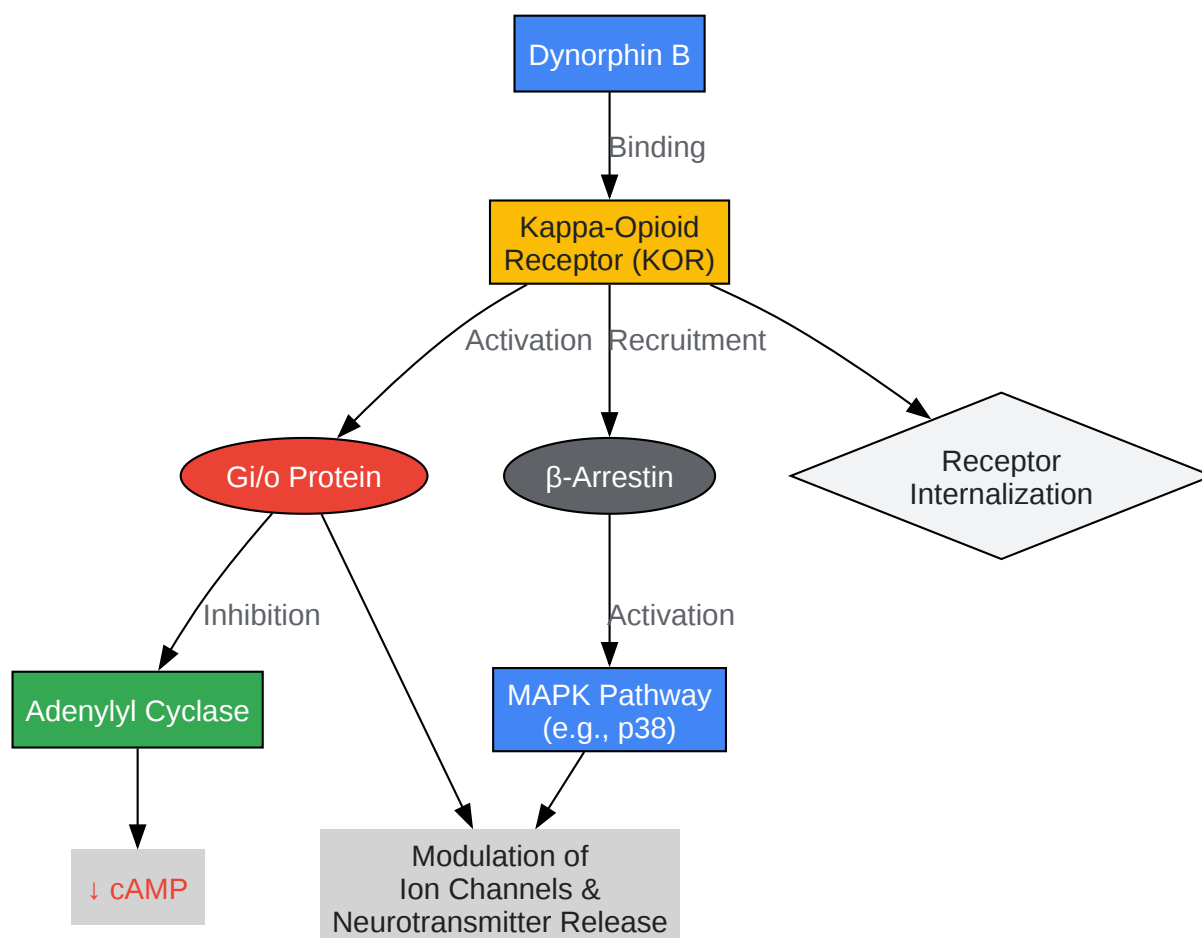 Dynorphin B
Binding
Kappa-Opioid
Receptor (KOR)
Activation
Recruitment
Gi/o Protein
β-Arrestin
Receptor
Internalization
Inhibition
Activation
Adenylyl Cyclase
MAPK Pathway
(e.g., p38)
↓ cAMP
Modulation of
Ion Channels &
Neurotransmitter Release